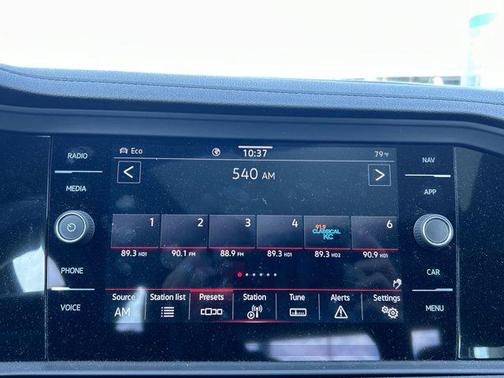 RADIO
MEDIA
PHONE
VOICE
Eco
10:37
79°F
540 AM
1
2
3
4
91.9
CLASSICAL
KC
6
89.3 HD1
90.1 FM
88.9 FM
89.3 HD1
89.3 HD2
90.9 HD1
Source
AM
Station list
Presets
Station
Tune
Alerts
Settings
NAV
APP
CAR
MENU